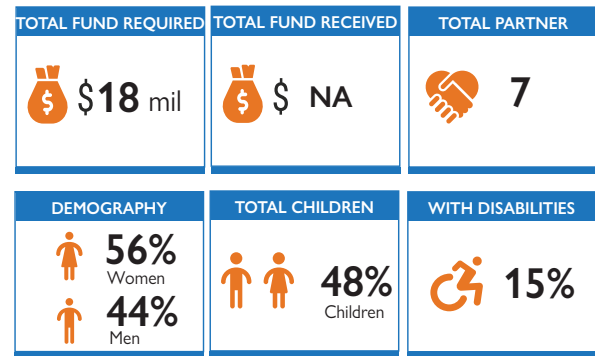 TOTAL FUND REQUIRED
$18 mil
TOTAL FUND RECEIVED
$ NA
TOTAL PARTNER
7
DEMOGRAPHY
56%
Women
44%
Men
TOTAL CHILDREN
48%
Children
WITH DISABILITIES
15%